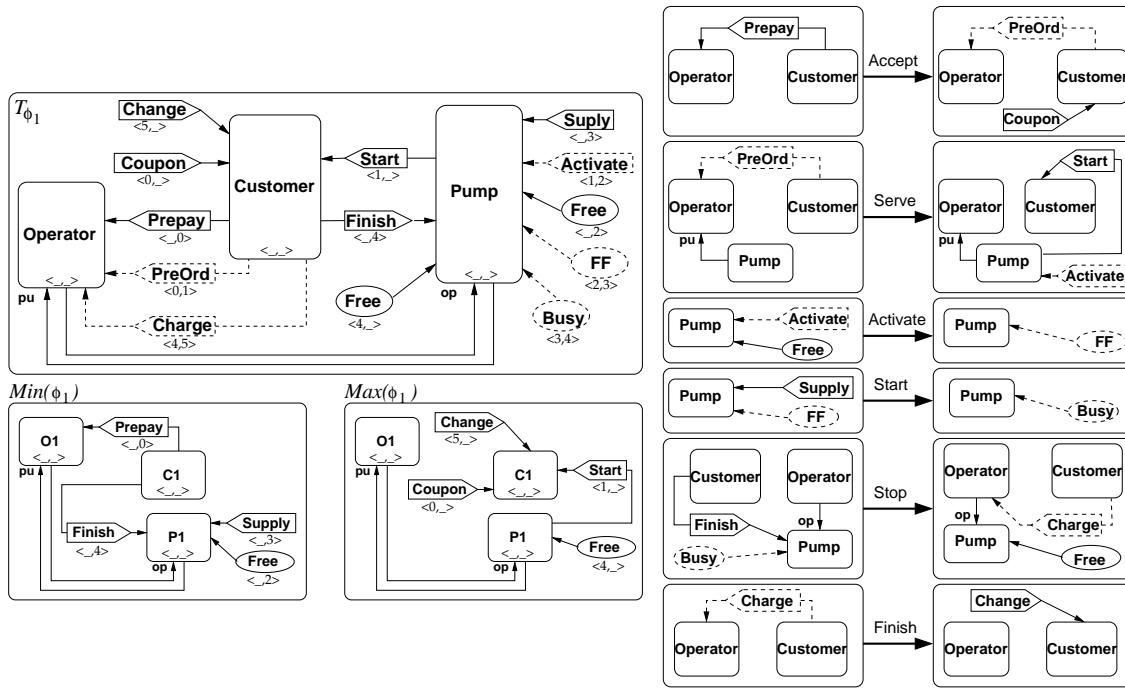 T ϕ1
Change
<5,_>
Coupon
<0,_>
Operator
<_,_>
pu
Customer
<_,_>
Prepay
<_,0>
PreOrd
<0,1>
Charge
<4,5>
Start
<1,_>
Finish
<_,4>
Free
<4,_>
Pump
<_,_>
op
Suply
<_,3>
Activate
<1,2>
Free
<_,2>
FF
<2,3>
Busy
<3,4>
Min(ϕ1)
O1
<_,_>
pu
Prepay
<_,0>
C1
<_,_>
Finish
<_,4>
P1
<_,_>
op
Supply
<_,3>
Free
<_,2>
Max(ϕ1)
O1
<_,_>
pu
Change
<5,_>
C1
<_,_>
Coupon
<0,_>
Start
<1,_>
P1
<_,_>
op
Free
<4,_>
Prepay
Operator
Customer
Accept
PreOrd
Operator
Customer
Coupon
PreOrd
Operator
Customer
pu
Pump
Serve
Start
Operator
Customer
pu
Pump
Activate
Pump
Activate
Free
Activate
Pump
FF
Pump
Supply
FF
Start
Pump
Busy
Customer
Operator
Finish
op
Busy
Pump
Stop
Operator
Customer
op
Charge
Pump
Free
Charge
Operator
Customer
Finish
Change
Operator
Customer